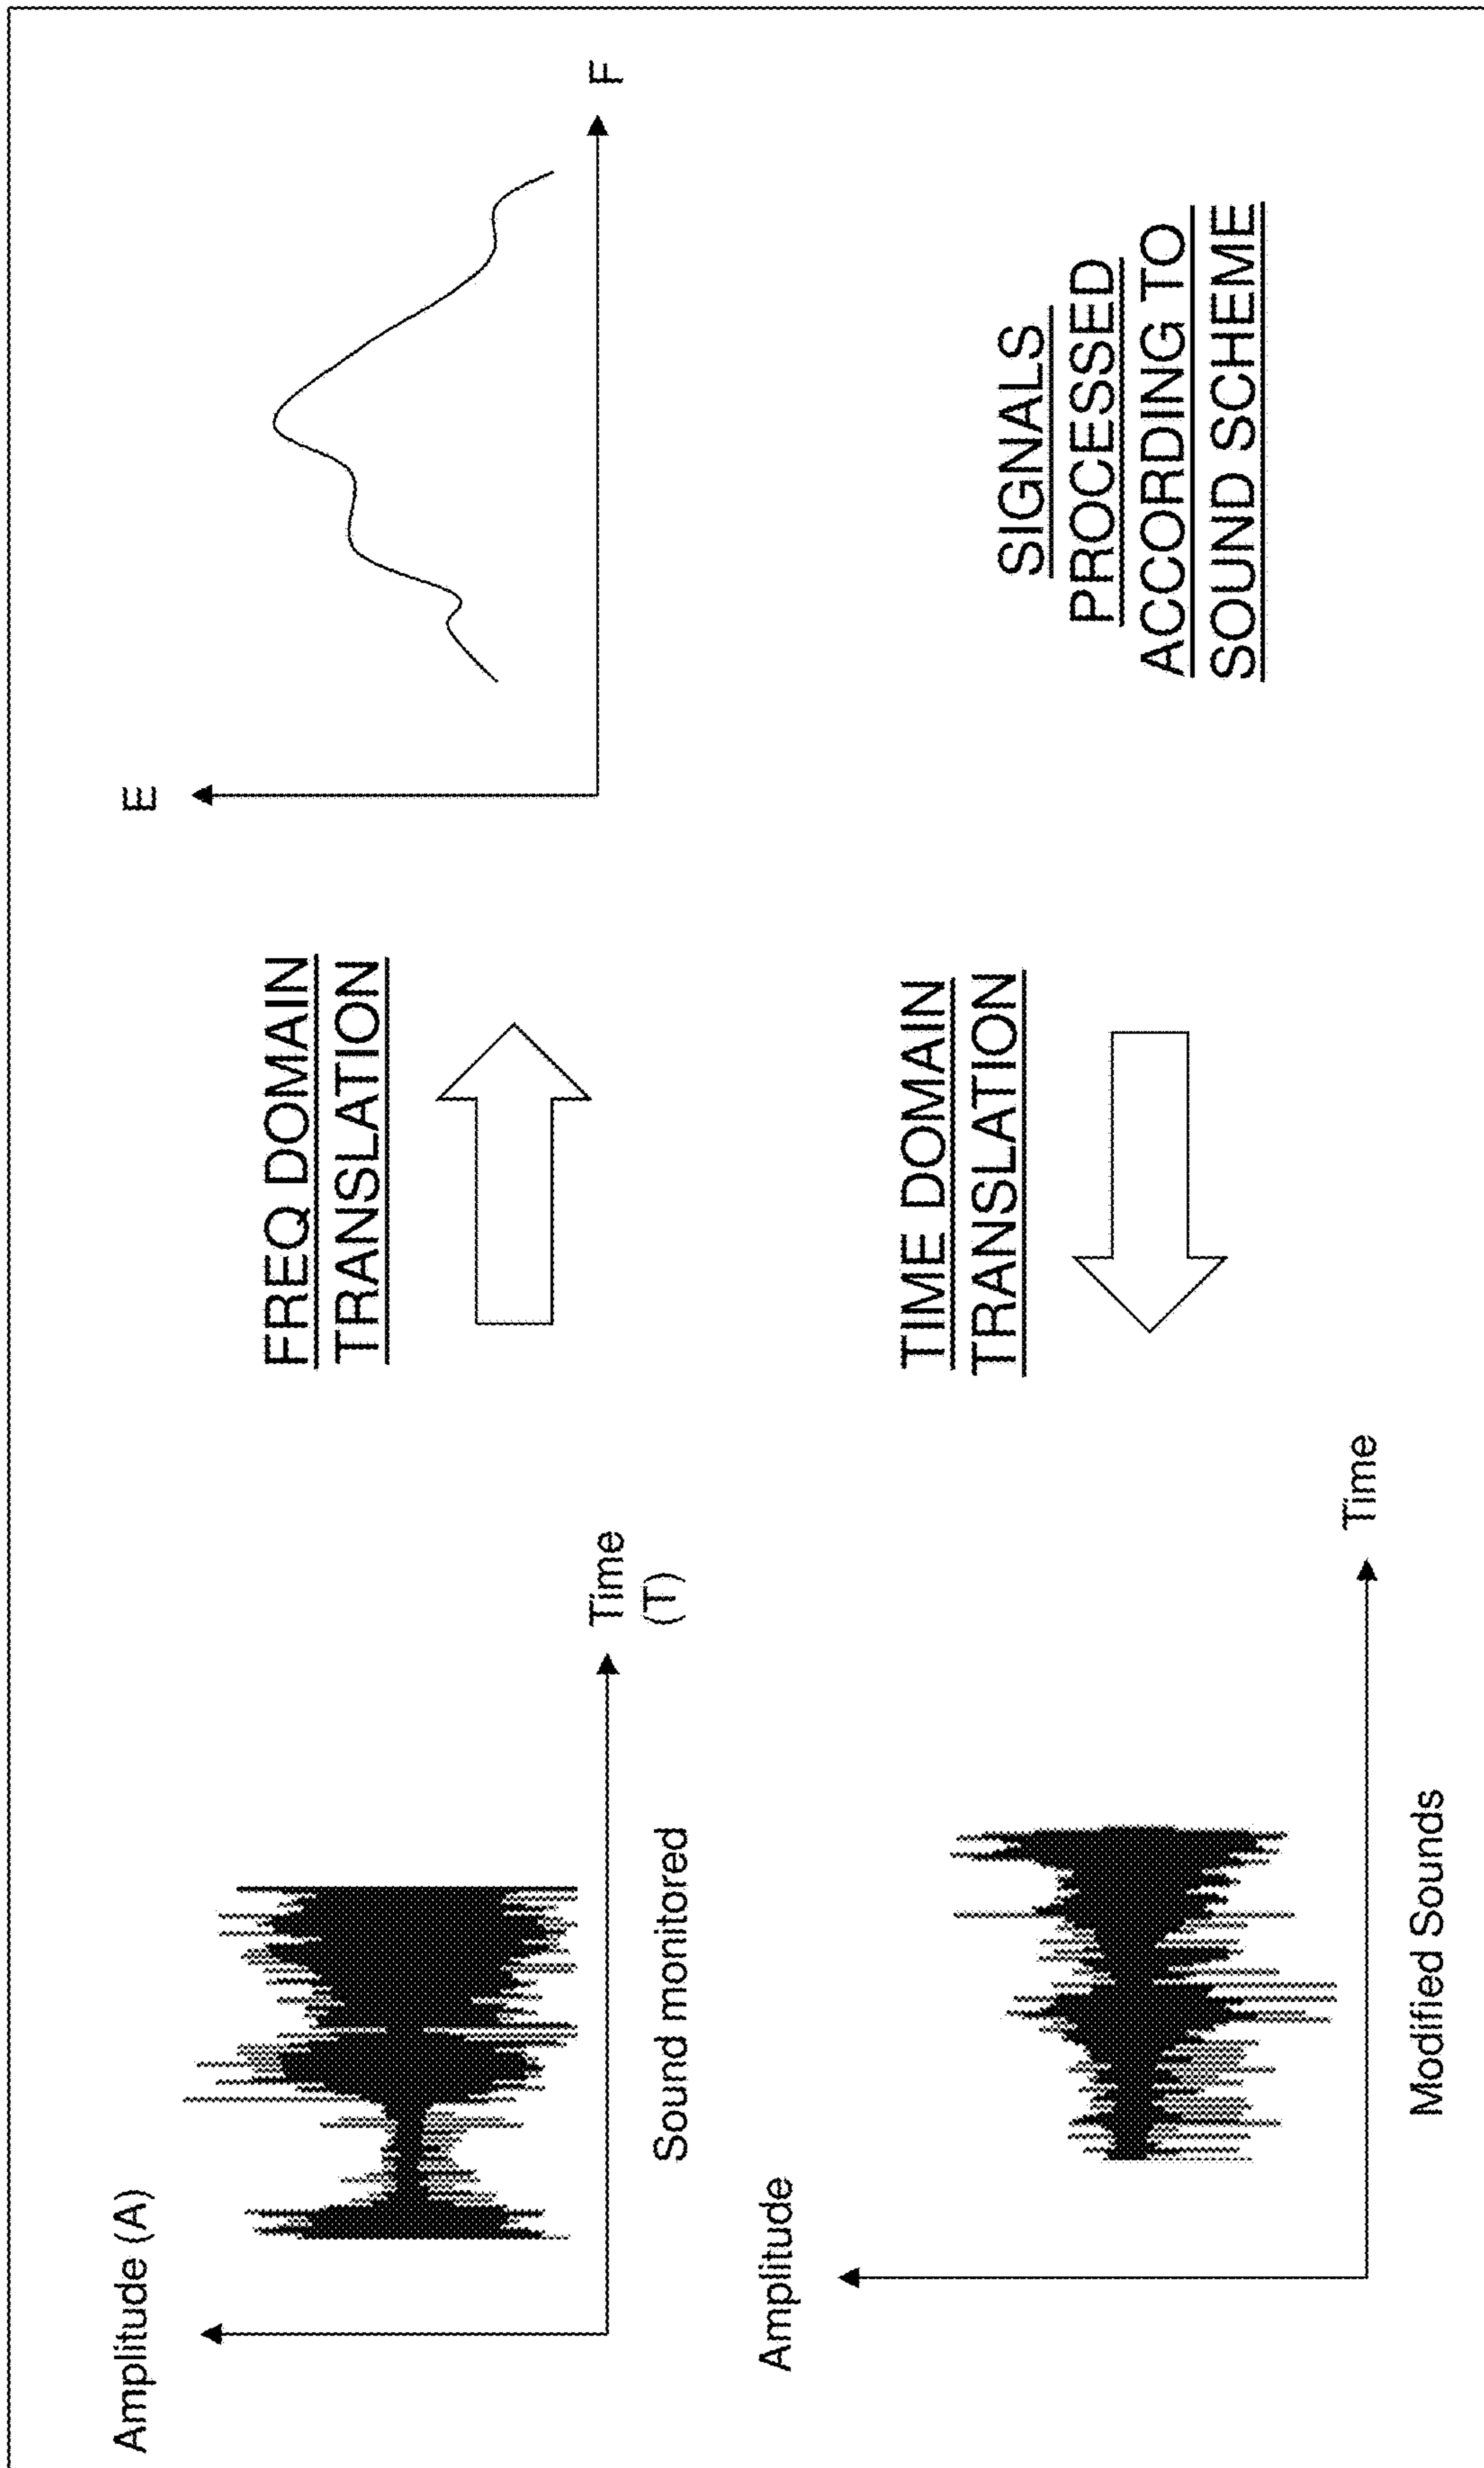 Amplitude (A)
Time
(T)
Sound monitored
FREQ DOMAIN
TRANSLATION
E
F
Amplitude
Time
Modified Sounds
TIME DOMAIN
TRANSLATION
SIGNALS
PROCESSED
ACCORDING TO
SOUND SCHEME